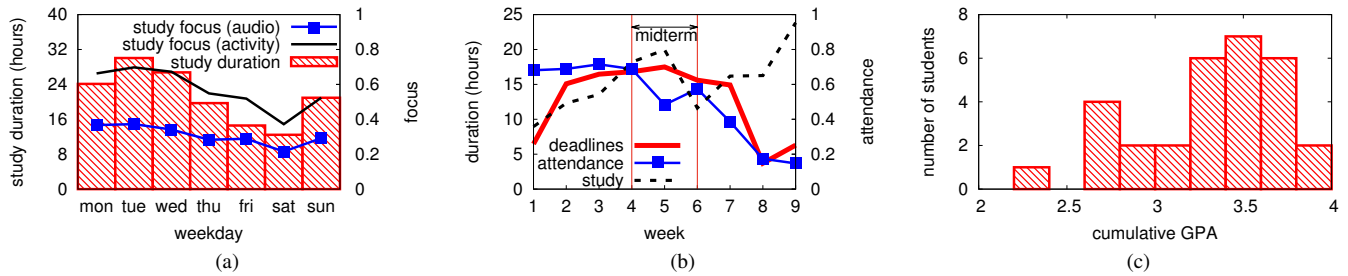 study duration (hours)
40
32
24
16
8
0
study focus (audio)
study focus (activity)
study duration
1
0.8
0.6
0.4
0.2
0
focus
mon tue wed thu fri sat sun
weekday
(a)
duration (hours)
25
20
15
10
5
0
midterm
deadlines
attendance
study
1
0.8
0.6
0.4
0.2
0
attendance
1 2 3 4 5 6 7 8 9
week
(b)
number of students
8
6
4
2
0
2 2.5 3 3.5 4
cumulative GPA
(c)